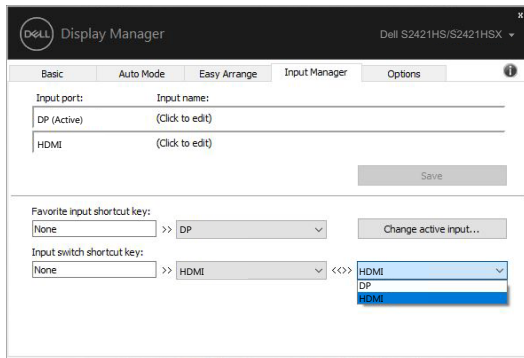 DELL Display Manager
Dell S2421HS/S2421HSX
x
Basic Auto Mode Easy Arrange Input Manager Options
Input port: Input name:
DP (Active) (Click to edit)
HDMI (Click to edit)
Save
Favorite input shortcut key:
None >> DP Change active input...
Input switch shortcut key:
None >> HDMI <<>> HDMI
DP
HDMI